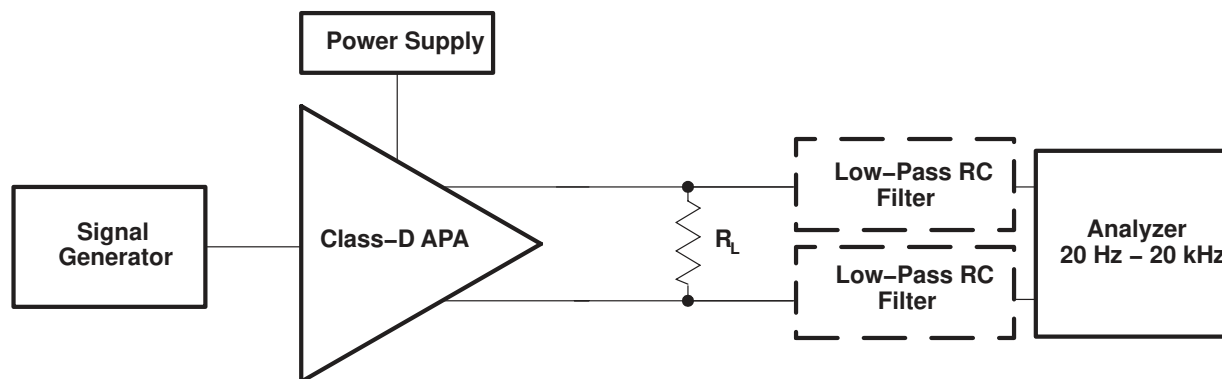 Power Supply
Signal
Generator
Class−D APA
R_L
Low−Pass RC
Filter
Low−Pass RC
Filter
Analyzer
20 Hz − 20 kHz